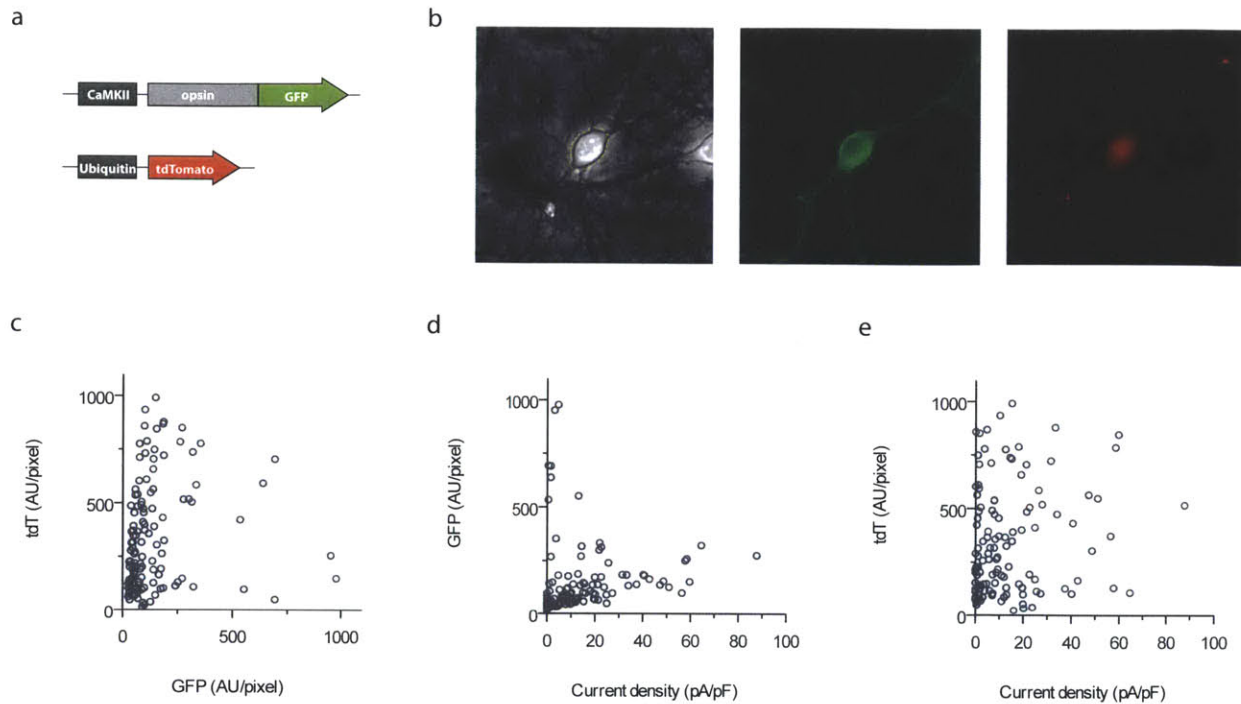 a
CaMKII opsin GFP
Ubiquitin tdTomato
b
c
1000
500
0
tdT (AU/pixel)
0 500 1000
GFP (AU/pixel)
d
1000
500
0
GFP (AU/pixel)
0 20 40 60 80 100
Current density (pA/pF)
e
1000
500
0
tdT (AU/pixel)
0 20 40 60 80 100
Current density (pA/pF)